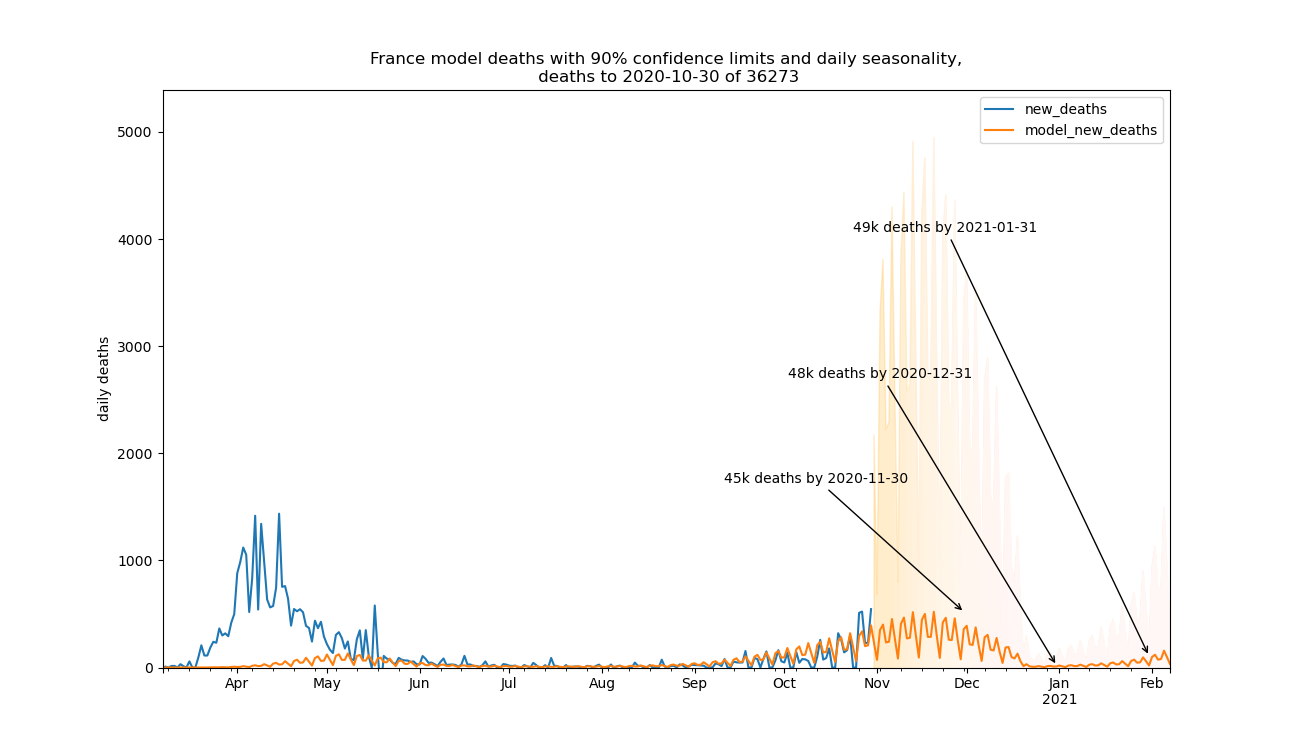 France model deaths with 90% confidence limits and daily seasonality,
deaths to 2020-10-30 of 36273
new_deaths
model_new_deaths
daily deaths
5000
4000
3000
2000
1000
0
49k deaths by 2021-01-31
48k deaths by 2020-12-31
45k deaths by 2020-11-30
Apr May Jun Jul Aug Sep Oct Nov Dec Jan Feb
2021